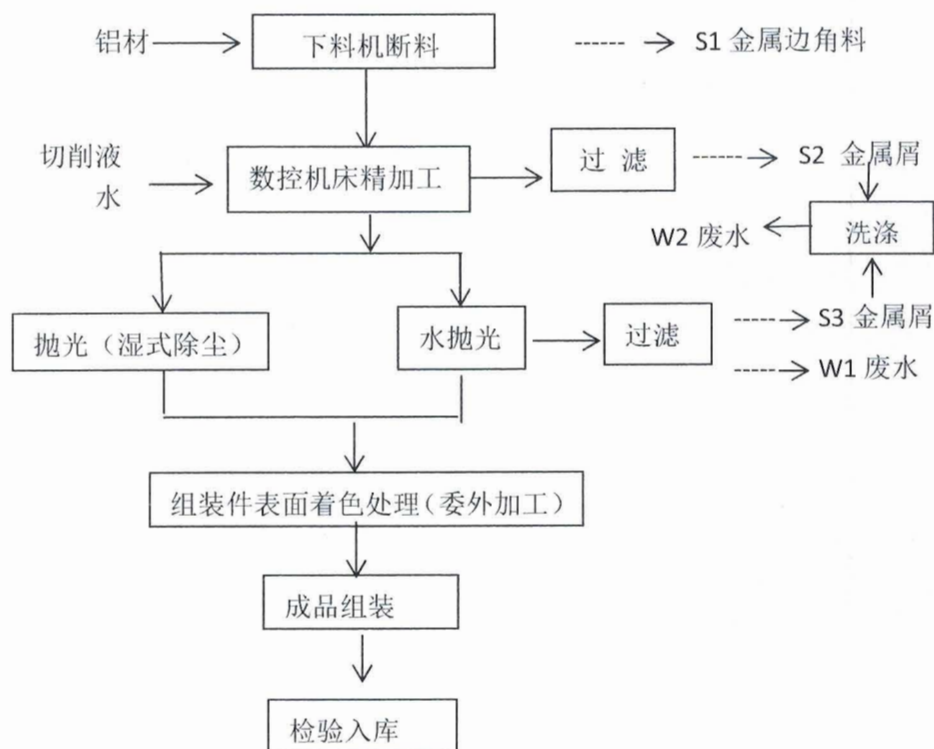 铝材
下料机断料
S1 金属边角料
切削液
水
数控机床精加工
过 滤
S2 金属屑
W2 废水
洗涤
抛光（湿式除尘）
水抛光
过滤
S3 金属屑
W1 废水
组装件表面着色处理（委外加工）
成品组装
检验入库